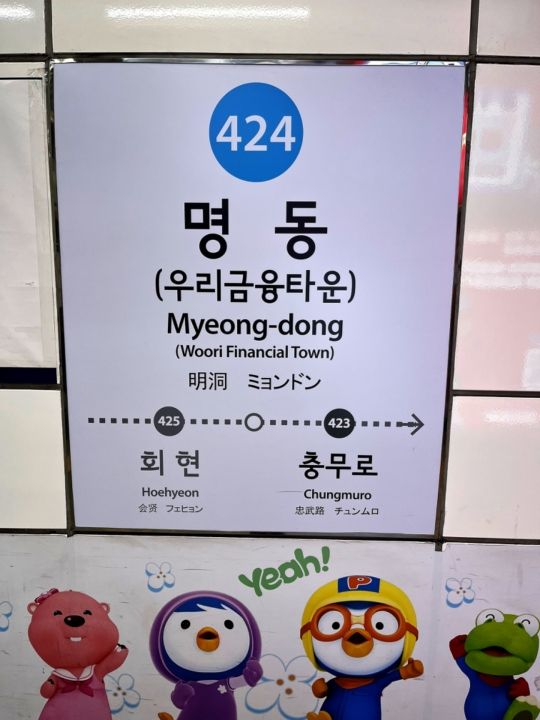 424
명 동
(우리금융타운)
Myeong-dong
(Woori Financial Town)
明洞 ミョンドン
425 423
회 현 충무로
Hoehyeon Chungmuro
会贤 フェヒョン 忠武路 チュンムロ
Yeah!
P